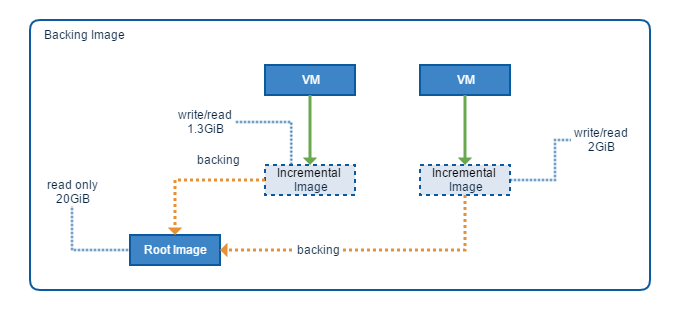 Backing Image
VM
VM
write/read
1.3GiB
write/read
2GiB
backing
Incremental
Image
Incremental
Image
read only
20GiB
Root Image
backing